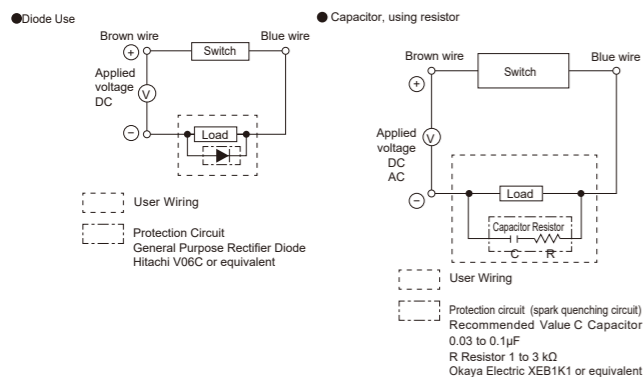 ●Diode Use
Brown wire
Blue wire
Switch
+
Applied
voltage
DC
V
−
Load
User Wiring
Protection Circuit
General Purpose Rectifier Diode
Hitachi V06C or equivalent
● Capacitor, using resistor
Brown wire
Blue wire
Switch
+
Applied
voltage
DC
AC
V
−
Load
Capacitor Resistor
C R
User Wiring
Protection circuit (spark quenching circuit)
Recommended Value C Capacitor
0.03 to 0.1µF
R Resistor 1 to 3 kΩ
Okaya Electric XEB1K1 or equivalent